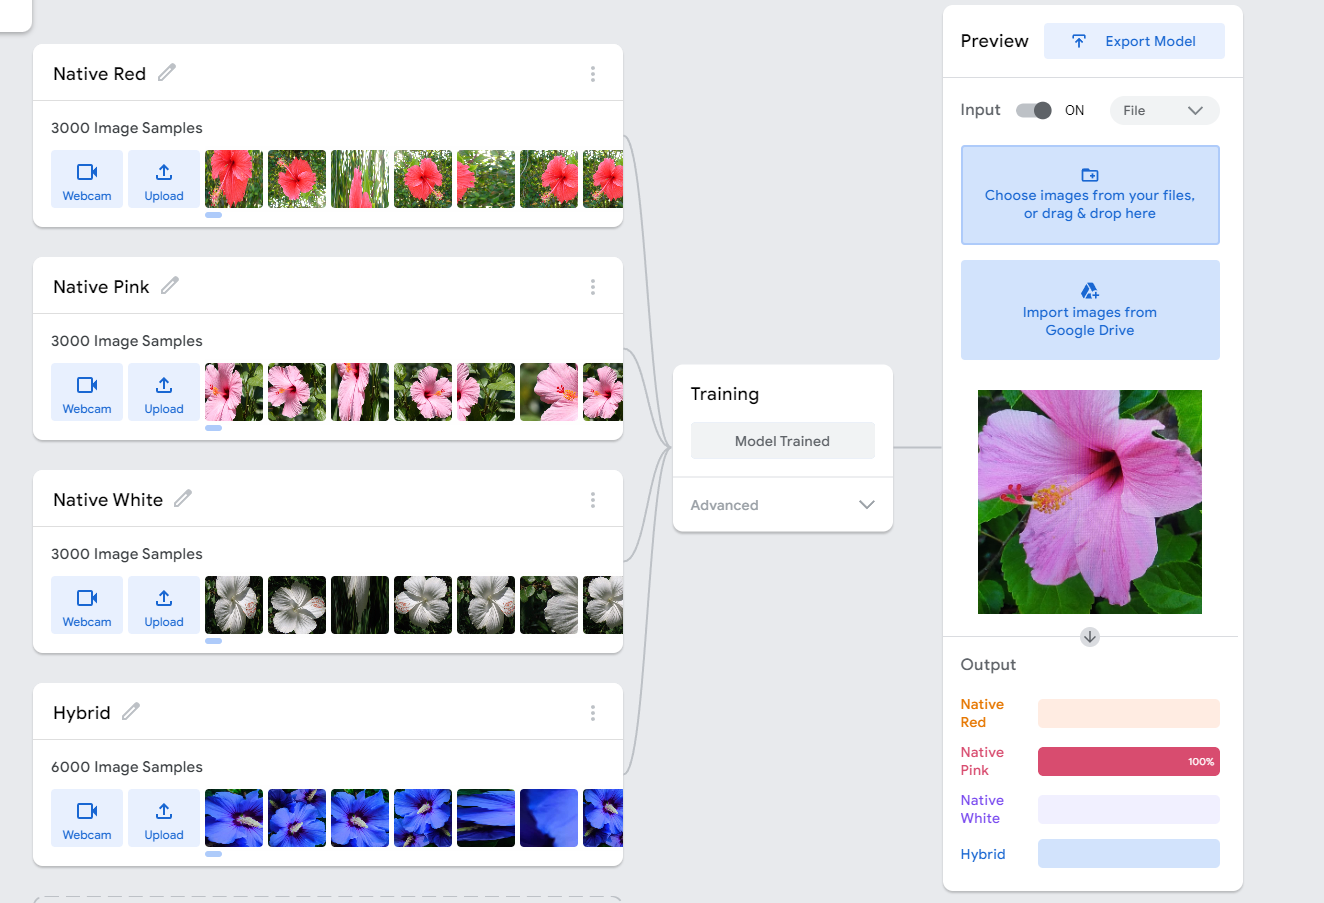 Native Red
3000 Image Samples
Webcam
Upload
Native Pink
3000 Image Samples
Webcam
Upload
Native White
3000 Image Samples
Webcam
Upload
Hybrid
6000 Image Samples
Webcam
Upload
Training
Model Trained
Advanced
Preview
Export Model
Input
ON
File
Choose images from your files,
or drag & drop here
Import images from
Google Drive
Output
Native
Red
Native
Pink
100%
Native
White
Hybrid